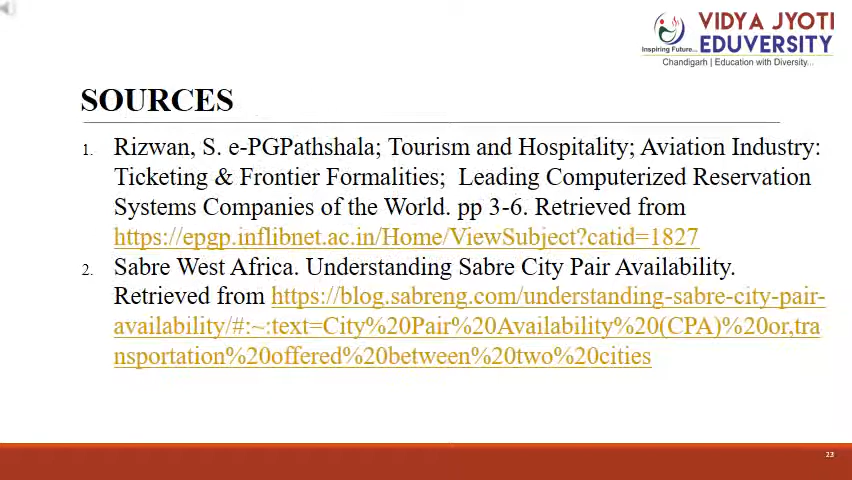 VIDYA JYOTI
EDUVERSITY
Inspiring Future...
Chandigarh | Education with Diversity...
SOURCES
1. Rizwan, S. e-PGPathshala; Tourism and Hospitality; Aviation Industry:
Ticketing & Frontier Formalities; Leading Computerized Reservation
Systems Companies of the World. pp 3-6. Retrieved from
https://epgp.inflibnet.ac.in/Home/ViewSubject?catid=1827
2. Sabre West Africa. Understanding Sabre City Pair Availability.
Retrieved from https://blog.sabreng.com/understanding-sabre-city-pair-
availability/#:~:text=City%20Pair%20Availability%20(CPA)%20or,tra
nsportation%20offered%20between%20two%20cities
23